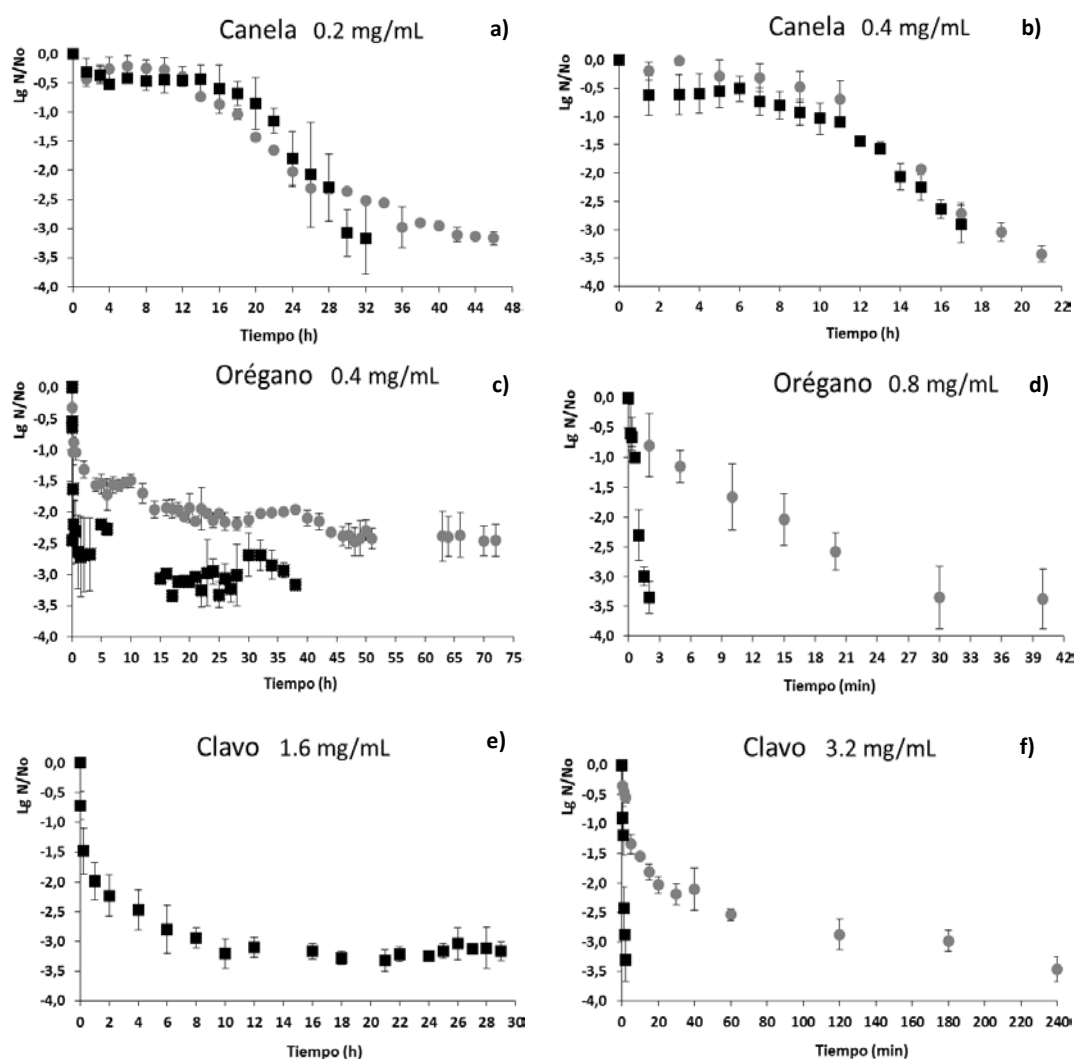 Canela 0.2 mg/mL
a)
Lg N/No
0,0
-0,5
-1,0
-1,5
-2,0
-2,5
-3,0
-3,5
-4,0
0 4 8 12 16 20 24 28 32 36 40 44 48
Tiempo (h)
Canela 0.4 mg/mL
b)
Lg N/No
0,0
-0,5
-1,0
-1,5
-2,0
-2,5
-3,0
-3,5
-4,0
0 2 4 6 8 10 12 14 16 18 20 22
Tiempo (h)
Orégano 0.4 mg/mL
c)
Lg N/No
0,0
-0,5
-1,0
-1,5
-2,0
-2,5
-3,0
-3,5
-4,0
0 5 10 15 20 25 30 35 40 45 50 55 60 65 70 75
Tiempo (h)
Orégano 0.8 mg/mL
d)
Lg N/No
0,0
-0,5
-1,0
-1,5
-2,0
-2,5
-3,0
-3,5
-4,0
0 3 6 9 12 15 18 21 24 27 30 33 36 39 42
Tiempo (min)
Clavo 1.6 mg/mL
e)
Lg N/No
0,0
-0,5
-1,0
-1,5
-2,0
-2,5
-3,0
-3,5
-4,0
0 2 4 6 8 10 12 14 16 18 20 22 24 26 28 30
Tiempo (h)
Clavo 3.2 mg/mL
f)
Lg N/No
0,0
-0,5
-1,0
-1,5
-2,0
-2,5
-3,0
-3,5
-4,0
0 20 40 60 80 100 120 140 160 180 200 220 240
Tiempo (min)